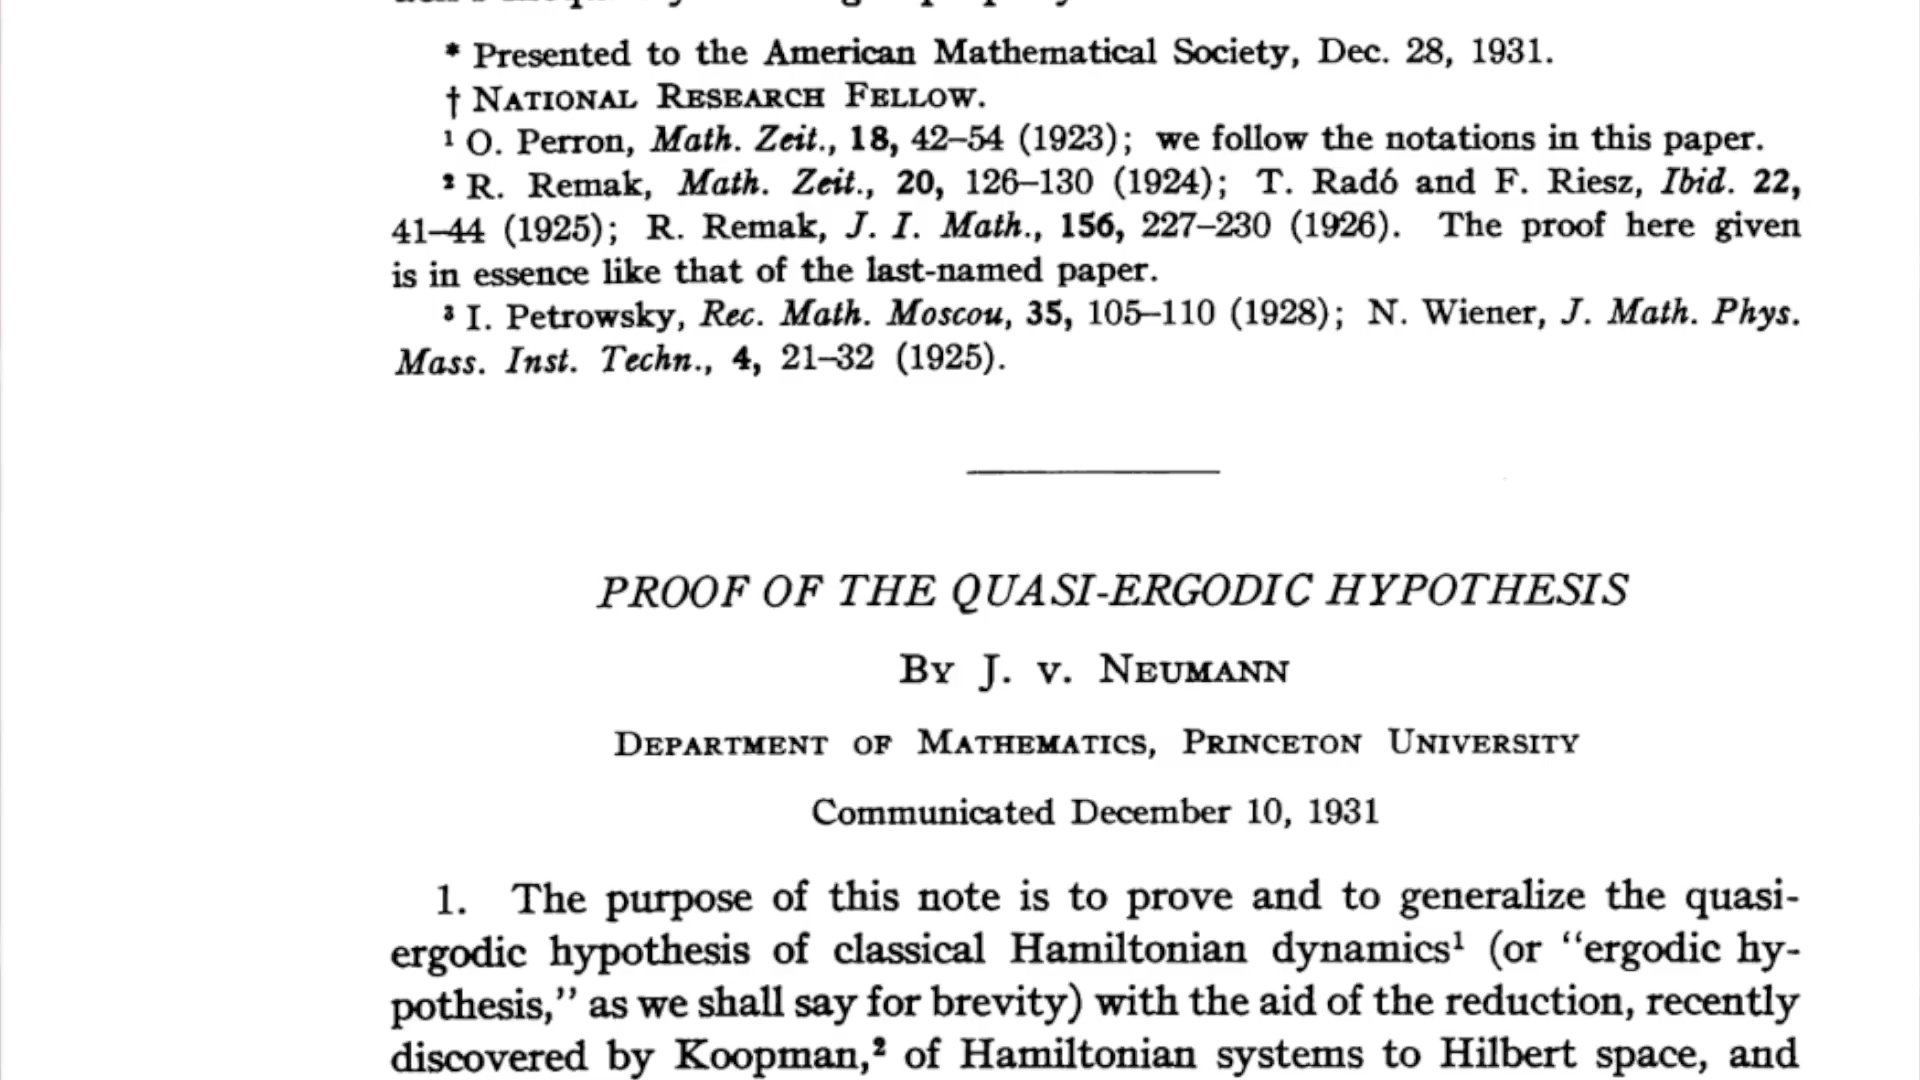 * Presented to the American Mathematical Society, Dec. 28, 1931.
† NATIONAL RESEARCH FELLOW.
¹ O. Perron, Math. Zeit., 18, 42–54 (1923); we follow the notations in this paper.
² R. Remak, Math. Zeit., 20, 126–130 (1924); T. Radó and F. Riesz, Ibid. 22,
41–44 (1925); R. Remak, J. I. Math., 156, 227–230 (1926). The proof here given
is in essence like that of the last-named paper.
³ I. Petrowsky, Rec. Math. Moscou, 35, 105–110 (1928); N. Wiener, J. Math. Phys.
Mass. Inst. Techn., 4, 21–32 (1925).
PROOF OF THE QUASI-ERGODIC HYPOTHESIS
BY J. V. NEUMANN
DEPARTMENT OF MATHEMATICS, PRINCETON UNIVERSITY
Communicated December 10, 1931
1. The purpose of this note is to prove and to generalize the quasi-
ergodic hypothesis of classical Hamiltonian dynamics¹ (or “ergodic hy-
pothesis,” as we shall say for brevity) with the aid of the reduction, recently
discovered by Koopman,² of Hamiltonian systems to Hilbert space, and